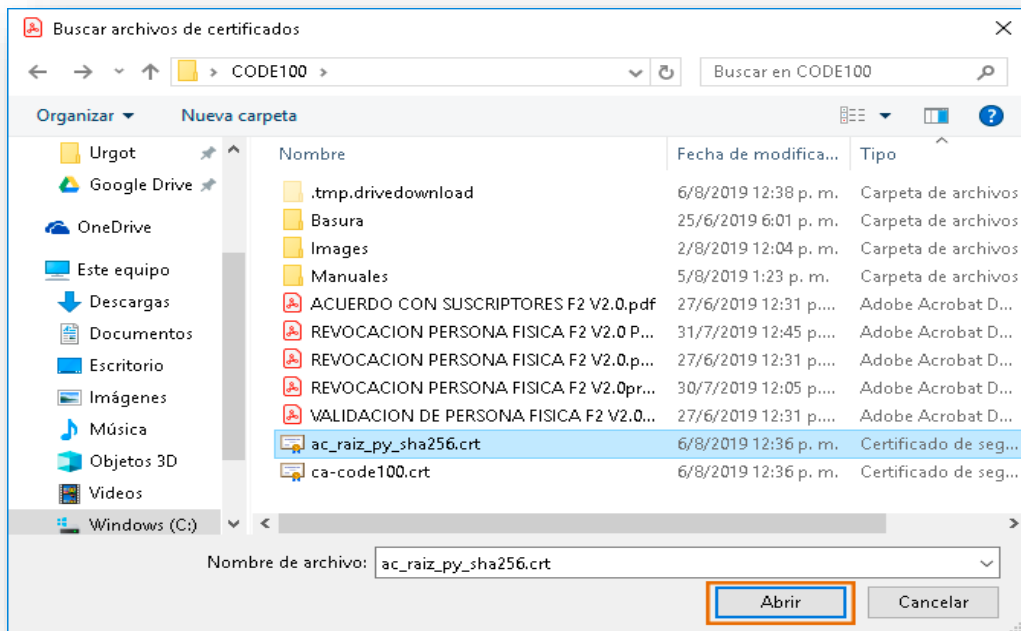 Buscar archivos de certificados
CODE100
Buscar en CODE100
Organizar
Nueva carpeta
Urgot
Google Drive
OneDrive
Este equipo
Descargas
Documentos
Escritorio
Imágenes
Música
Objetos 3D
Videos
Windows (C:)
Nombre Fecha de modifica... Tipo
.tmp.drivedownload 6/8/2019 12:38 p. m. Carpeta de archivos
Basura 25/6/2019 6:01 p. m. Carpeta de archivos
Images 2/8/2019 12:04 p. m. Carpeta de archivos
Manuales 5/8/2019 1:23 p. m. Carpeta de archivos
ACUERDO CON SUSCRIPTORES F2 V2.0.pdf 27/6/2019 12:31 p.... Adobe Acrobat D...
REVOCACION PERSONA FISICA F2 V2.0 P... 31/7/2019 12:45 p.... Adobe Acrobat D...
REVOCACION PERSONA FISICA F2 V2.0.p... 27/6/2019 12:31 p.... Adobe Acrobat D...
REVOCACION PERSONA FISICA F2 V2.0pr... 30/7/2019 12:05 p.... Adobe Acrobat D...
VALIDACION DE PERSONA FISICA F2 V2.0... 27/6/2019 12:31 p.... Adobe Acrobat D...
ac_raiz_py_sha256.crt 6/8/2019 12:36 p. m. Certificado de seg...
ca-code100.crt 6/8/2019 12:36 p. m. Certificado de seg...
Nombre de archivo: ac_raiz_py_sha256.crt
Abrir Cancelar